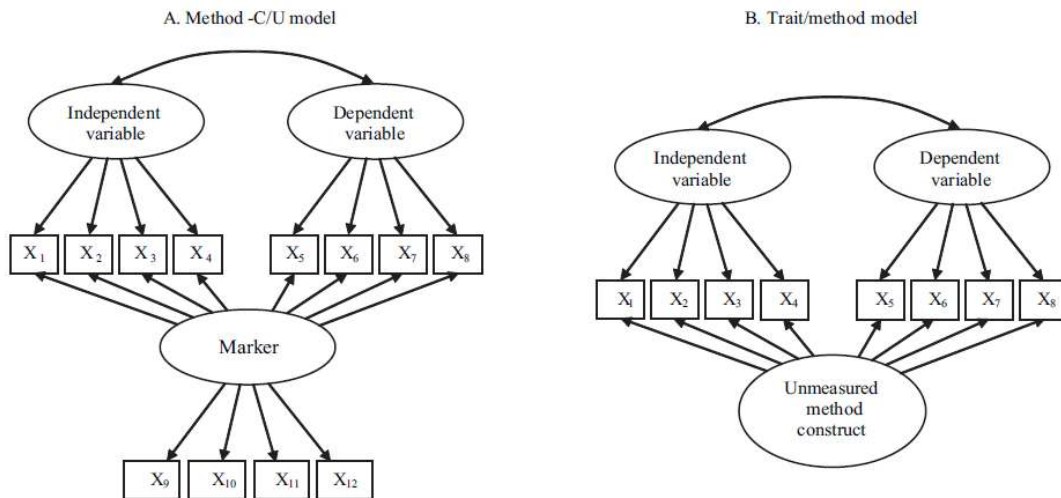 A. Method -C/U model
Independent
variable
Dependent
variable
X1
X2
X3
X4
X5
X6
X7
X8
Marker
X9
X10
X11
X12
B. Trait/method model
Independent
variable
Dependent
variable
X1
X2
X3
X4
X5
X6
X7
X8
Unmeasured
method
construct